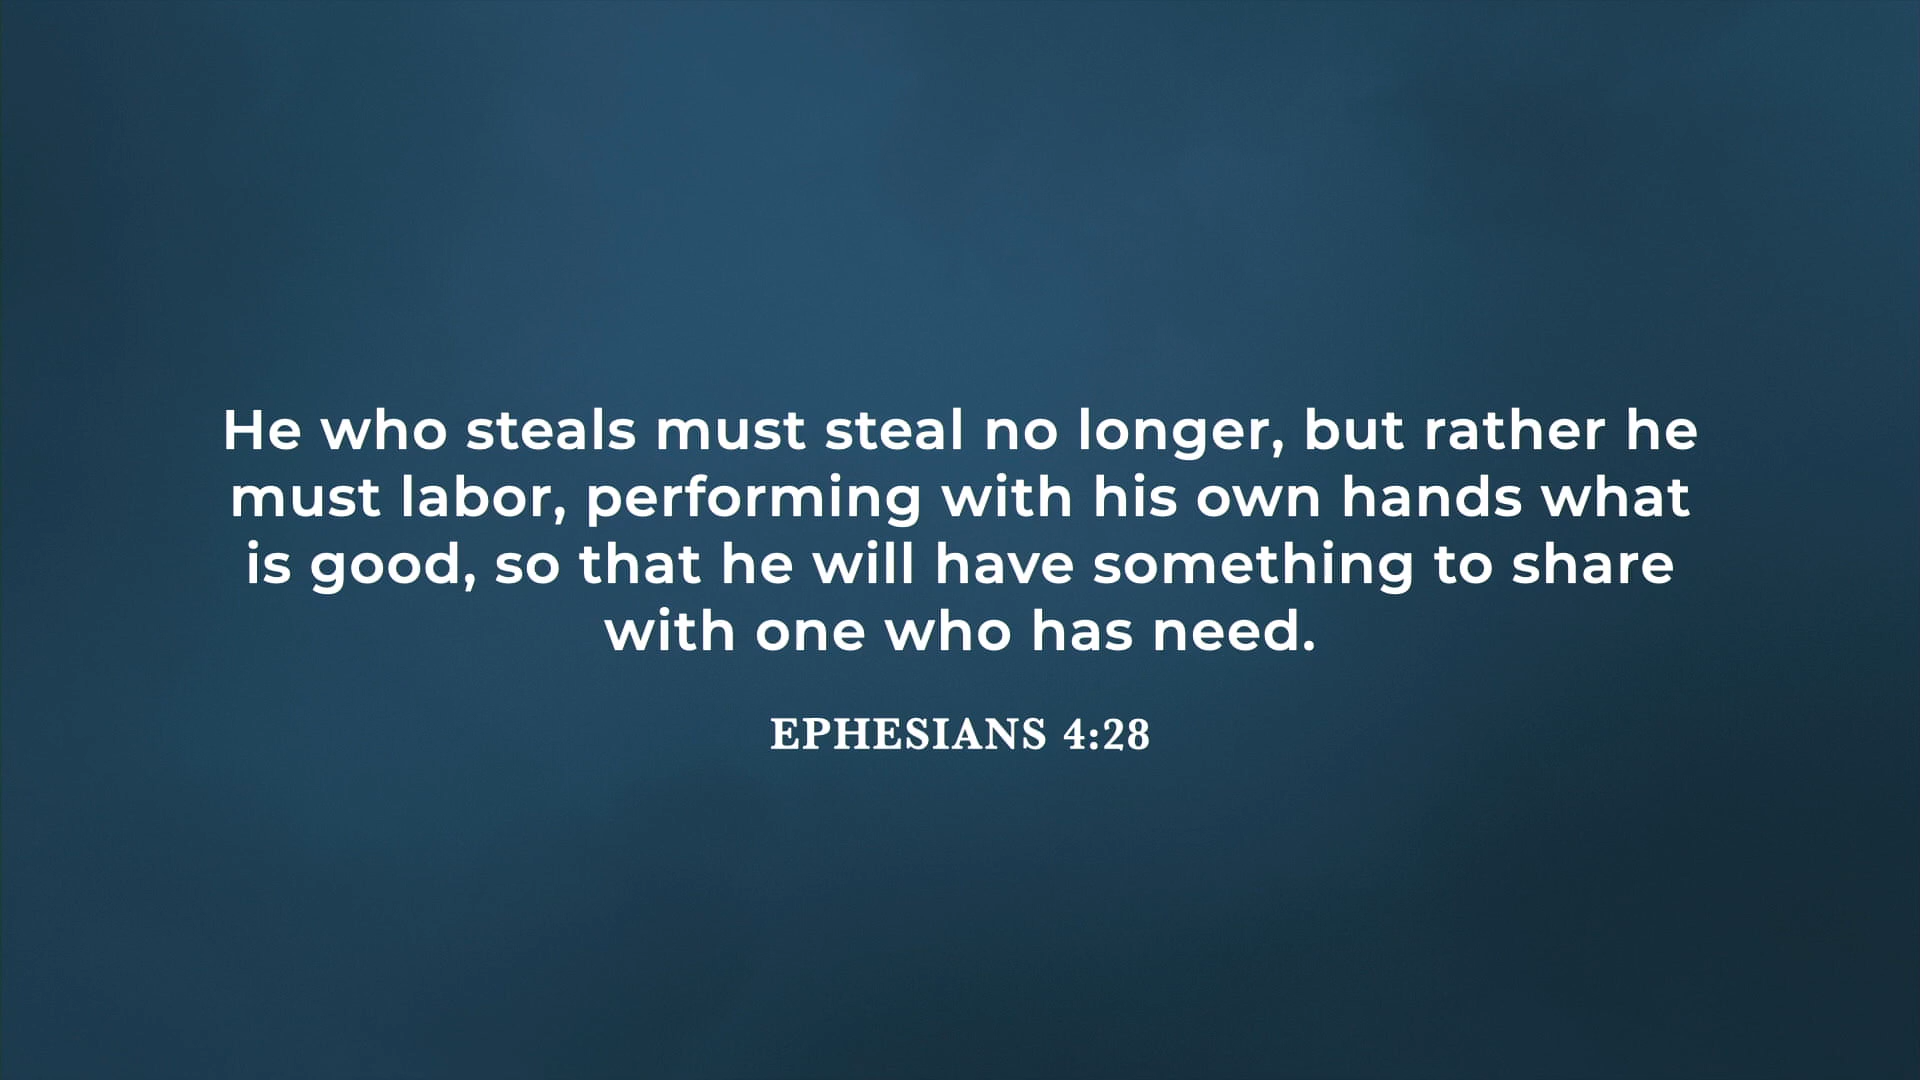 He who steals must steal no longer, but rather he
must labor, performing with his own hands what
is good, so that he will have something to share
with one who has need.
EPHESIANS 4:28